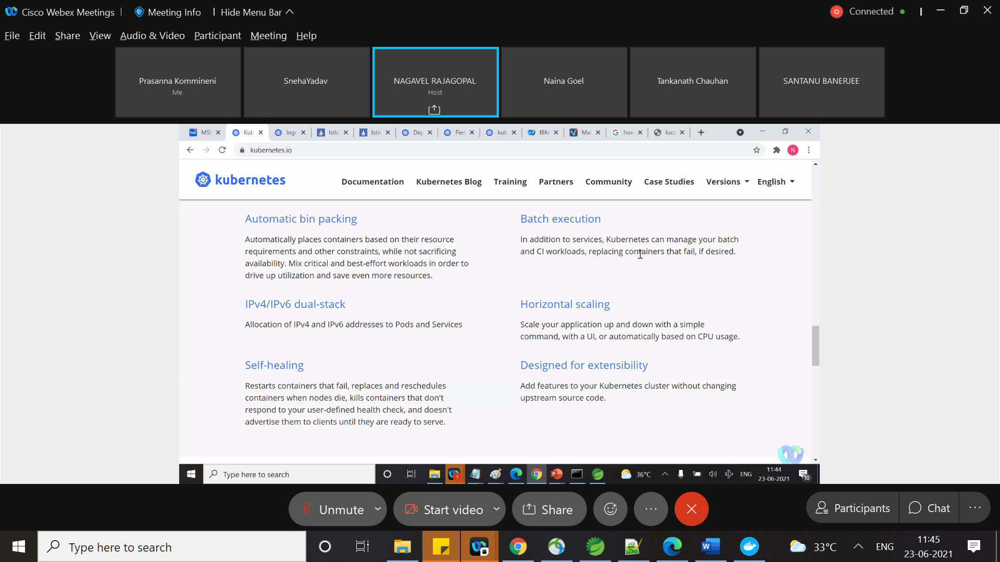 Cisco Webex Meetings | Meeting Info | Hide Menu Bar
Connected
File Edit Share View Audio & Video Participant Meeting Help
Prasanna Kommineni
Me
SnehaYadav
NAGAVEL RAJAGOPAL
Host
Naina Goel
Tankanath Chauhan
SANTANU BANERJEE
box MSI Kub Ingr Istic Istic Dep Perf kub IBM Mai how loca
kubernetes.io
N
kubernetes
Documentation Kubernetes Blog Training Partners Community Case Studies Versions English
Automatic bin packing
Automatically places containers based on their resource
requirements and other constraints, while not sacrificing
availability. Mix critical and best-effort workloads in order to
drive up utilization and save even more resources.
Batch execution
In addition to services, Kubernetes can manage your batch
and CI workloads, replacing containers that fail, if desired.
IPv4/IPv6 dual-stack
Allocation of IPv4 and IPv6 addresses to Pods and Services
Horizontal scaling
Scale your application up and down with a simple
command, with a UI, or automatically based on CPU usage.
Self-healing
Restarts containers that fail, replaces and reschedules
containers when nodes die, kills containers that don't
respond to your user-defined health check, and doesn't
advertise them to clients until they are ready to serve.
Designed for extensibility
Add features to your Kubernetes cluster without changing
upstream source code.
Type here to search
1
36°C
ENG
11:44
23-06-2021
10
Unmute
Start video
Share
Participants
Chat
Type here to search
33°C
ENG
11:45
23-06-2021